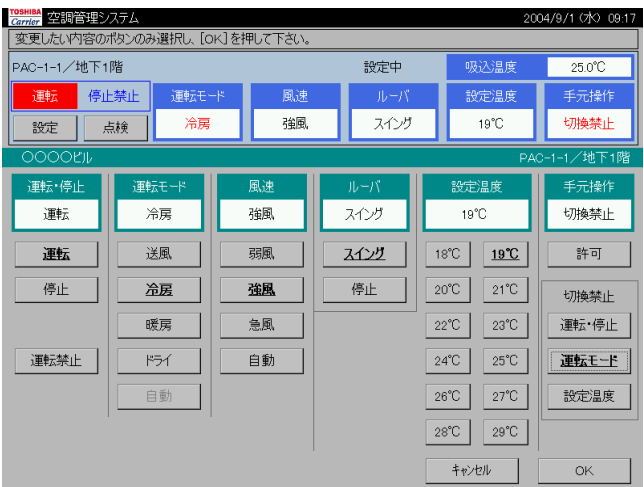 TOSHIBA Carrier 空調管理システム 2004/9/1 (水) 09:17
変更したい内容のボタンのみ選択し、［OK］を押して下さい。
PAC-1-1／地下1階 設定中 吸込温度 25.0℃
運転 停止禁止 運転モード 風速 ルーバ 設定温度 手元操作
設定 点検 冷房 強風 スイング 19℃ 切換禁止
○○○○ビル PAC-1-1／地下1階
運転・停止 運転モード 風速 ルーバ 設定温度 手元操作
運転 冷房 強風 スイング 19℃ 切換禁止
運転 送風 弱風 スイング 18℃ 19℃ 許可
停止 冷房 強風 停止 20℃ 21℃ 切換禁止
暖房 急風 22℃ 23℃ 運転・停止
運転禁止 ドライ 自動 24℃ 25℃ 運転モード
自動 26℃ 27℃ 設定温度
28℃ 29℃
キャンセル OK